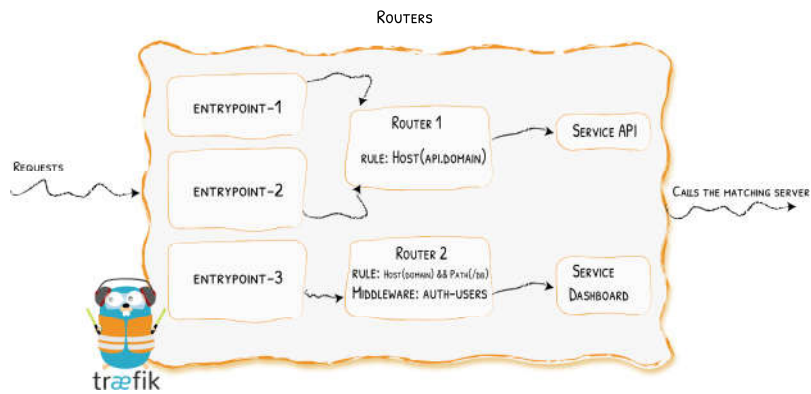 Routers
Requests
entrypoint-1
entrypoint-2
entrypoint-3
Router 1
rule: Host(api.domain)
Router 2
rule: Host(domain) && Path(/db)
Middleware: auth-users
Service API
Service
Dashboard
Calls the matching server
træfik